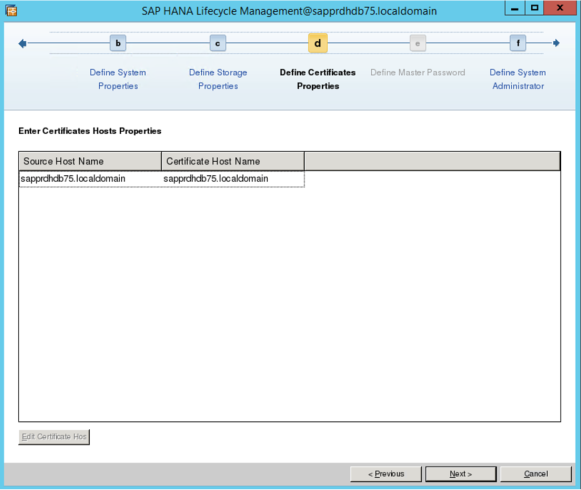 SAP HANA Lifecycle Management@sapprdhdb75.localdomain
b c d e f
Define System Properties
Define Storage Properties
Define Certificates Properties
Define Master Password
Define System Administrator
Enter Certificates Hosts Properties
Source Host Name Certificate Host Name
sapprdhdb75.localdomain sapprdhdb75.localdomain
Edit Certificate Hos
< Previous Next > Cancel